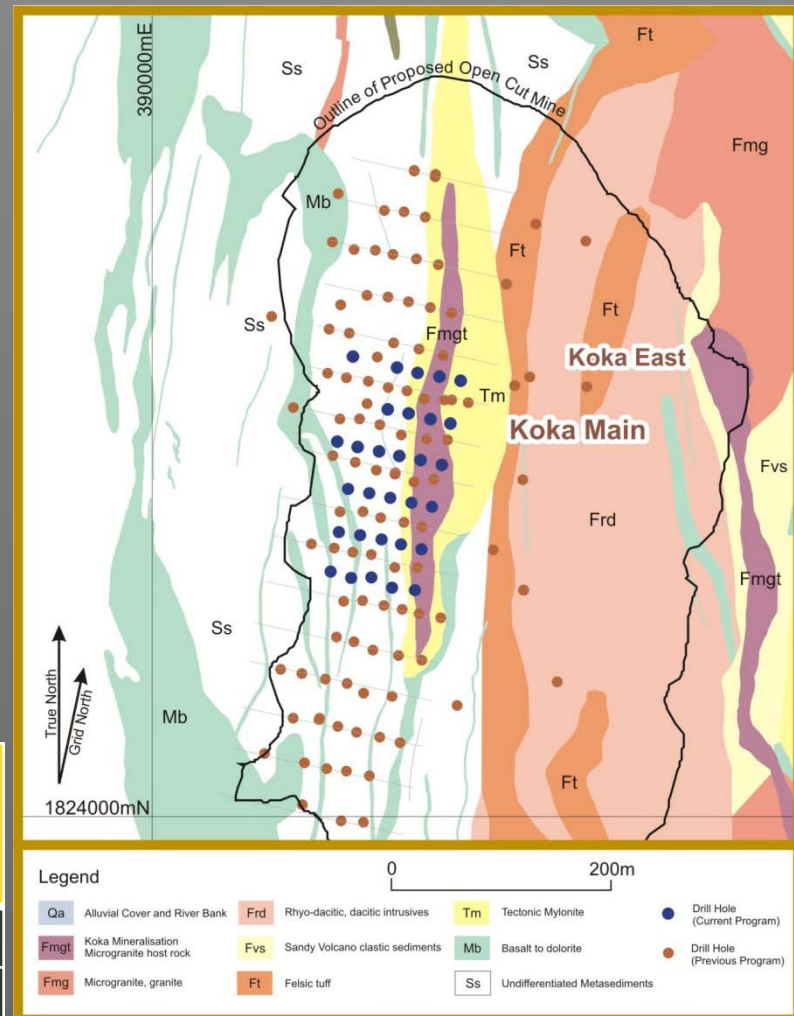 390000mE
Ss
Ss
Ft
Outline of Proposed Open Cut Mine
Fmg
Mb
Ft
Ft
Ss
Fmgt
Koka East
Tm
Koka Main
Fvs
Frd
Fmgt
Ss
True North
Grid North
Mb
Ft
1824000mN
Legend
0 200m
Qa Alluvial Cover and River Bank
Frd Rhyo-dacitic, dacitic intrusives
Tm Tectonic Mylonite
Drill Hole
(Current Program)
Fmgt Koka Mineralisation
Microgranite host rock
Fvs Sandy Volcano clastic sediments
Mb Basalt to dolorite
Drill Hole
(Previous Program)
Fmg Microgranite, granite
Ft Felsic tuff
Ss Undifferentiated Metasediments